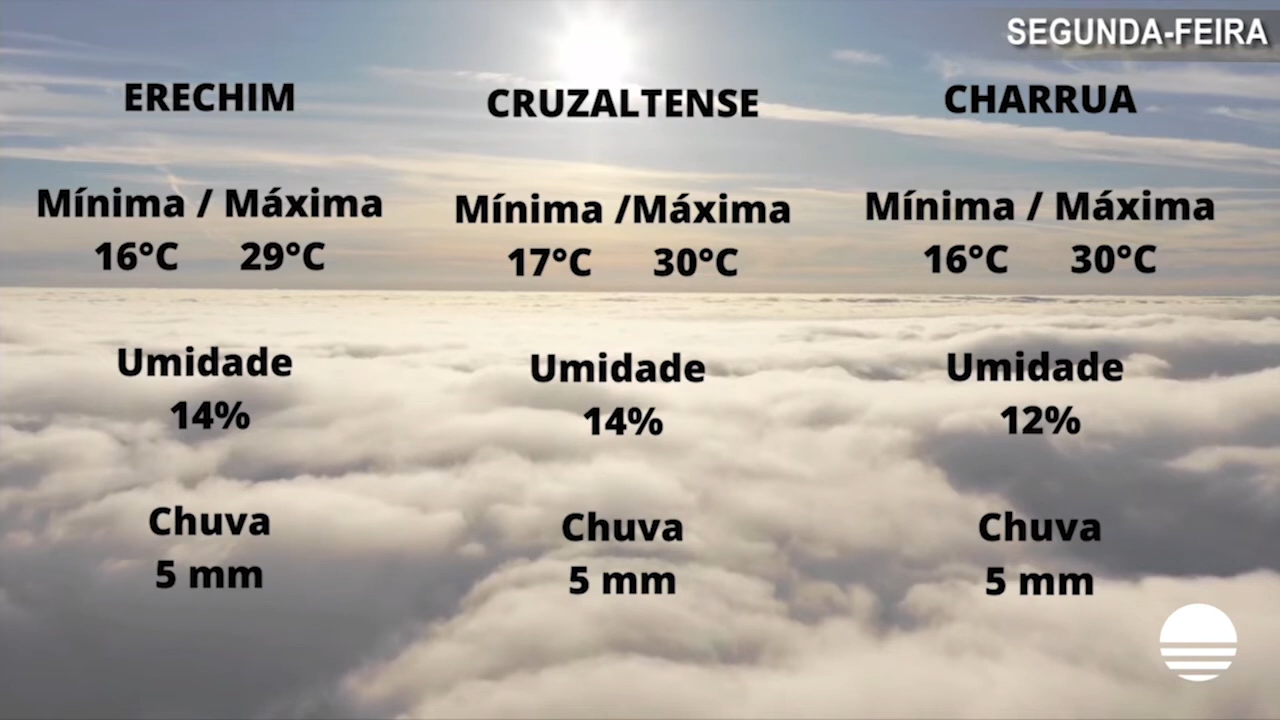 SEGUNDA-FEIRA
ERECHIM
Mínima / Máxima
16°C 29°C
Umidade
14%
Chuva
5 mm
CRUZALTENSE
Mínima /Máxima
17°C 30°C
Umidade
14%
Chuva
5 mm
CHARRUA
Mínima / Máxima
16°C 30°C
Umidade
12%
Chuva
5 mm